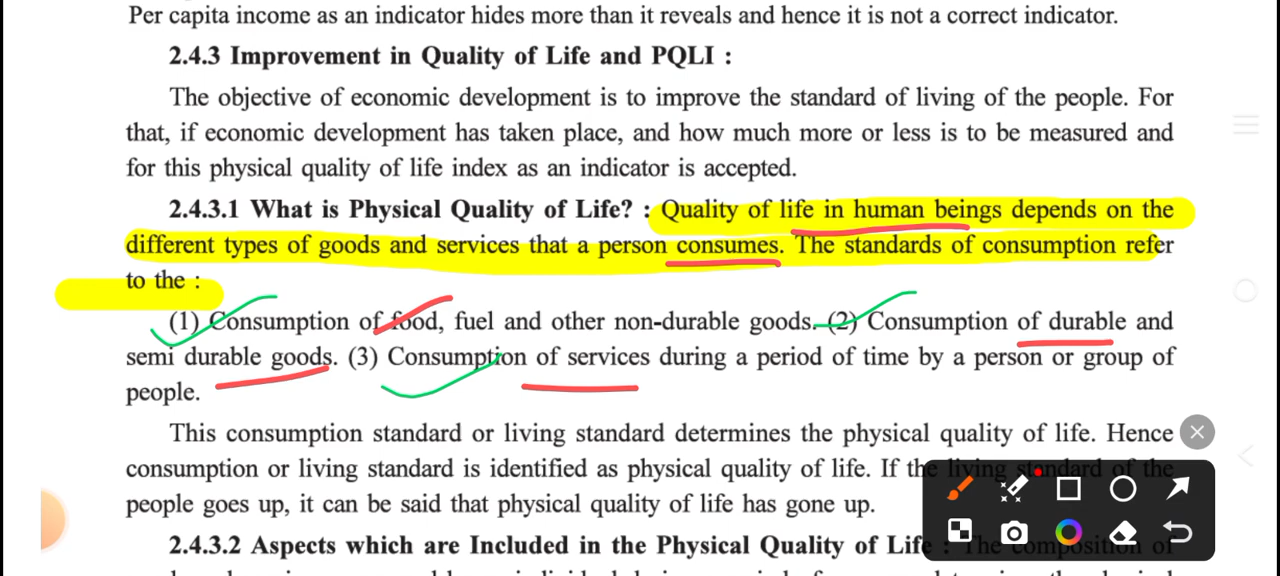 Per capita income as an indicator hides more than it reveals and hence it is not a correct indicator.
2.4.3 Improvement in Quality of Life and PQLI :
The objective of economic development is to improve the standard of living of the people. For
that, if economic development has taken place, and how much more or less is to be measured and
for this physical quality of life index as an indicator is accepted.
2.4.3.1 What is Physical Quality of Life? : Quality of life in human beings depends on the
different types of goods and services that a person consumes. The standards of consumption refer
to the :
(1) Consumption of food, fuel and other non-durable goods. (2) Consumption of durable and
semi durable goods. (3) Consumption of services during a period of time by a person or group of
people.
This consumption standard or living standard determines the physical quality of life. Hence
consumption or living standard is identified as physical quality of life. If the living standard of the
people goes up, it can be said that physical quality of life has gone up.
2.4.3.2 Aspects which are Included in the Physical Quality of Life : The composition of